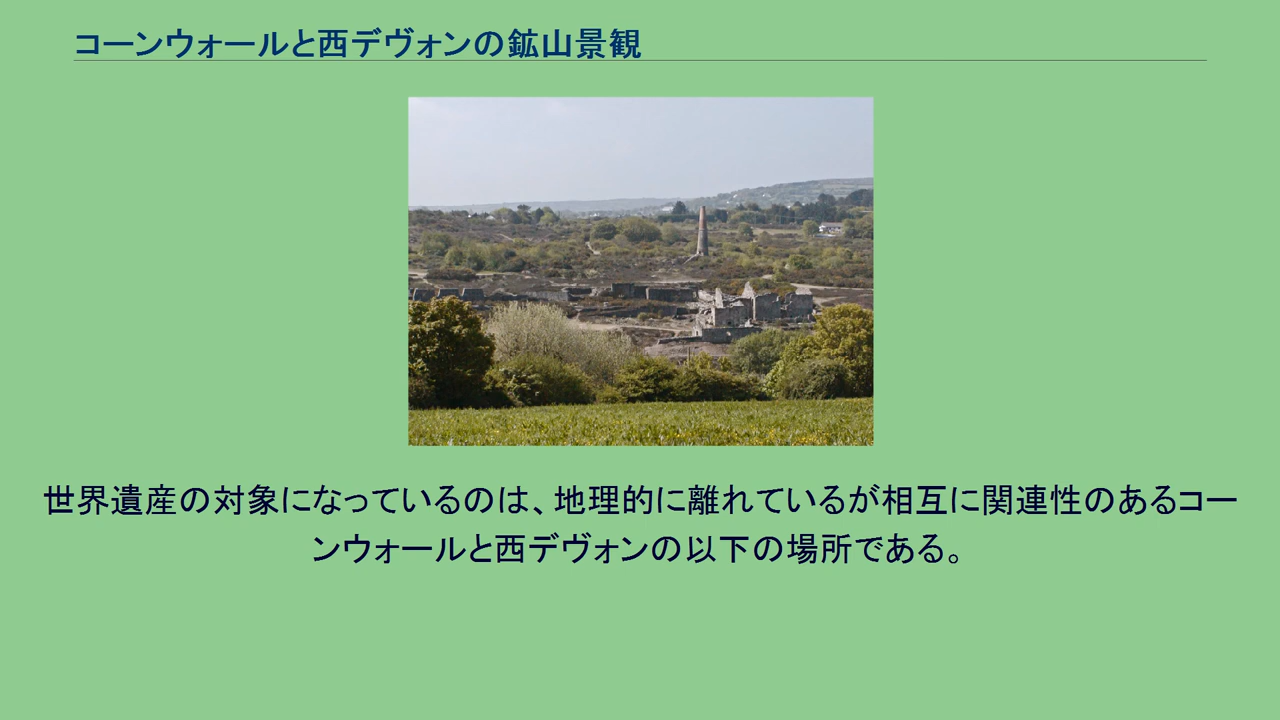 コーンウォールと西デヴォンの鉱山景観
世界遺産の対象になっているのは、地理的に離れているが相互に関連性のあるコー
ンウォールと西デヴォンの以下の場所である。